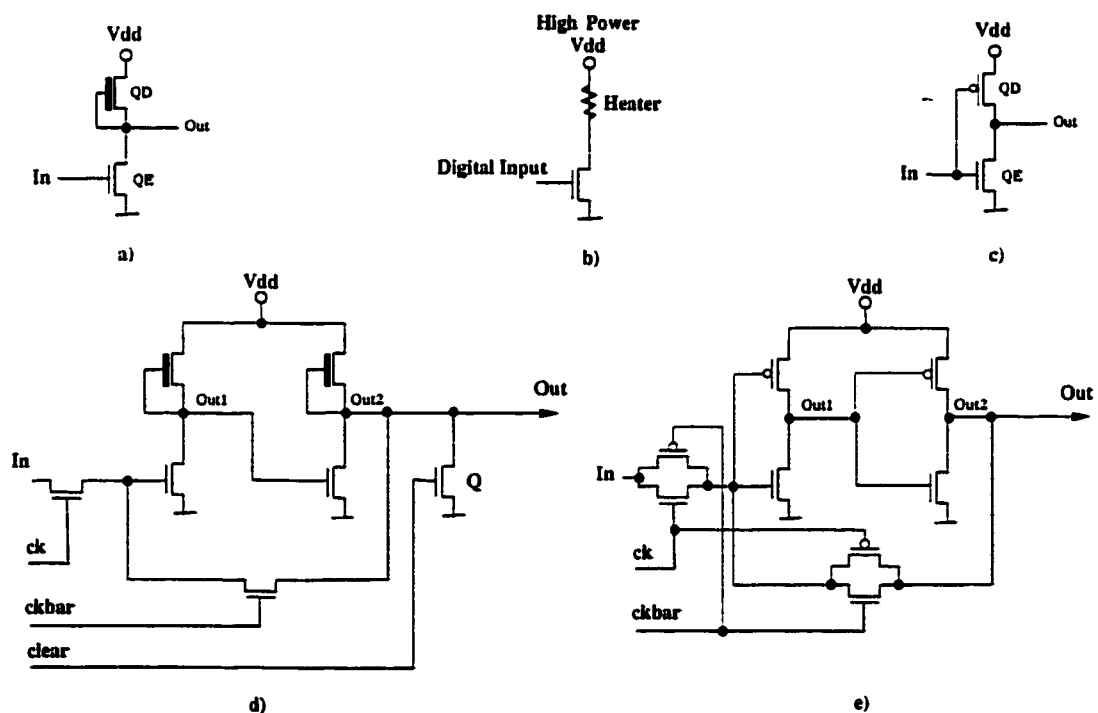 Vdd
QD
Out
In
QE
a)
High Power
Vdd
Heater
Digital Input
b)
Vdd
QD
Out
In
QE
c)
Vdd
Out1
Out2
Out
In
Q
ck
ckbar
clear
d)
Vdd
Out1
Out2
Out
In
ck
ckbar
e)